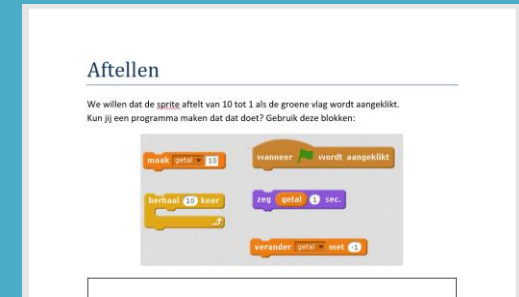 Aftellen
We willen dat de sprite aftelt van 10 tot 1 als de groene vlag wordt aangeklikt.
Kun jij een programma maken dat dat doet? Gebruik deze blokken:
maak getal 10
wanneer wordt aangeklikt
herhaal 10 keer
zeg getal 1 sec.
verander getal met -1